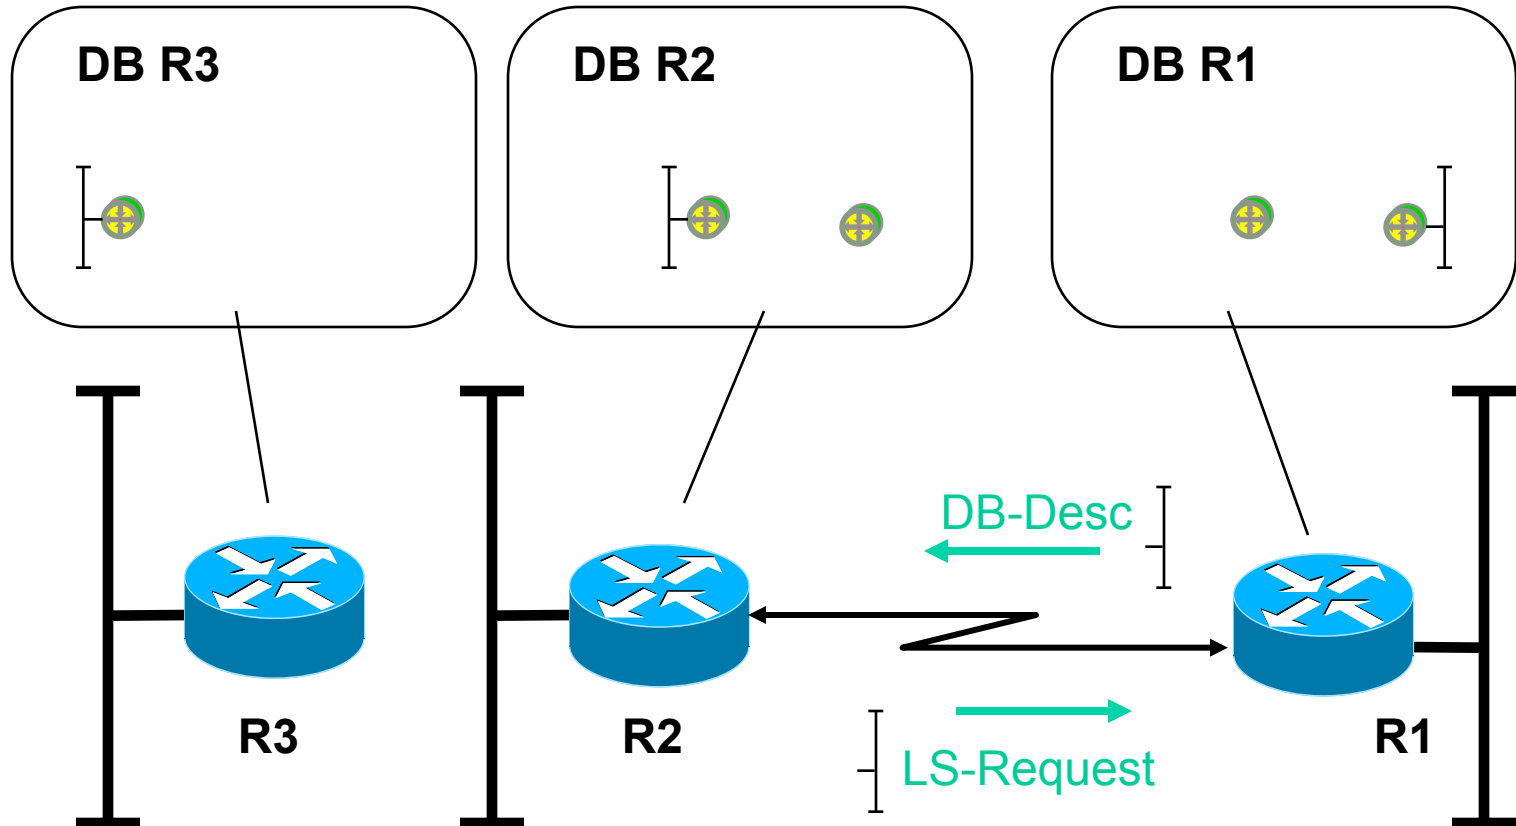 DB R3
DB R2
DB R1
DB-Desc
R3
R2
R1
LS-Request